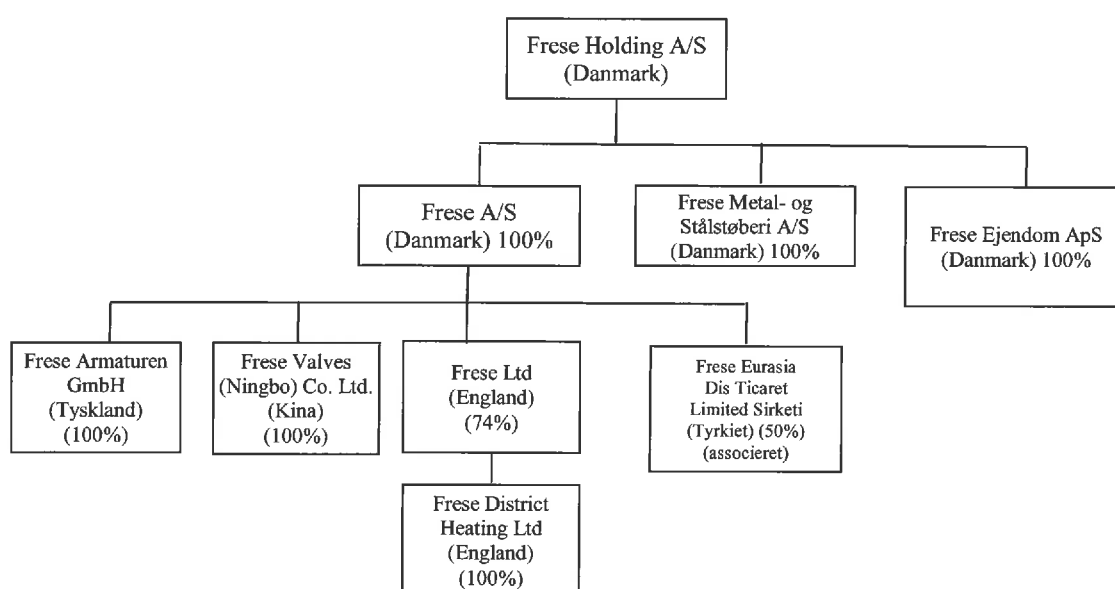 Frese Holding A/S
(Danmark)
Frese A/S
(Danmark) 100%
Frese Metal- og
Stålstøberi A/S
(Danmark) 100%
Frese Ejendom ApS
(Danmark) 100%
Frese Armaturen
GmbH
(Tyskland)
(100%)
Frese Valves
(Ningbo) Co. Ltd.
(Kina)
(100%)
Frese Ltd
(England)
(74%)
Frese Eurasia
Dis Ticaret
Limited Sirketi
(Tyrkiet) (50%)
(associeret)
Frese District
Heating Ltd
(England)
(100%)